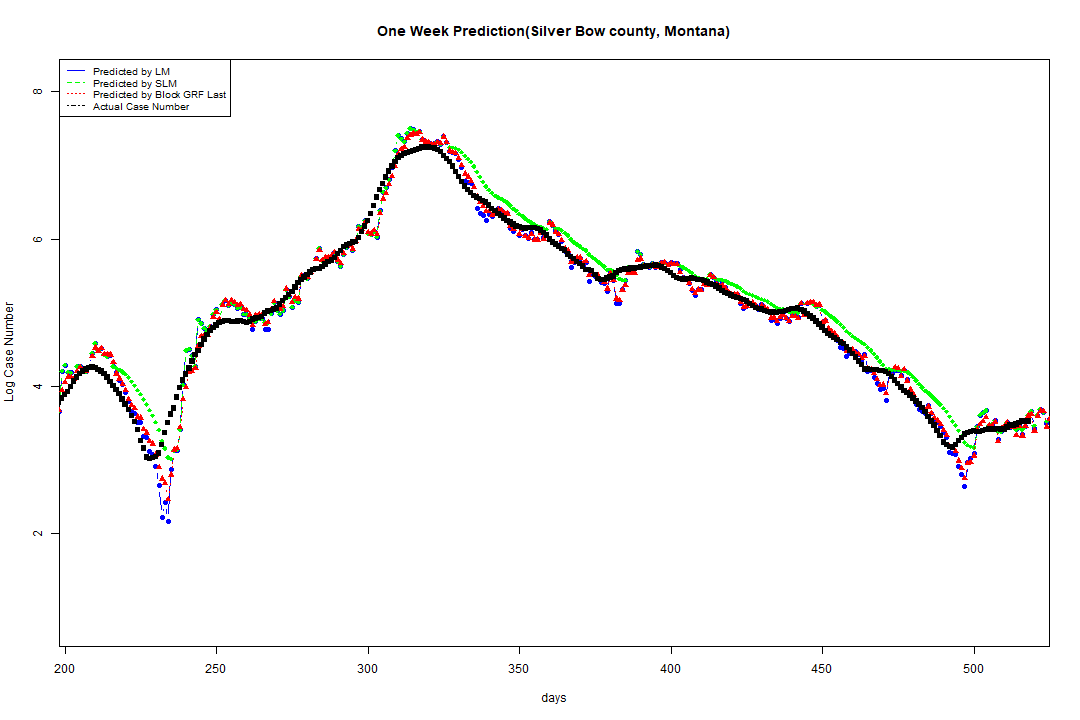 One Week Prediction(Silver Bow county, Montana)
Predicted by LM
Predicted by SLM
Predicted by Block GRF Last
Actual Case Number
8
6
4
2
Log Case Number
200 250 300 350 400 450 500
days